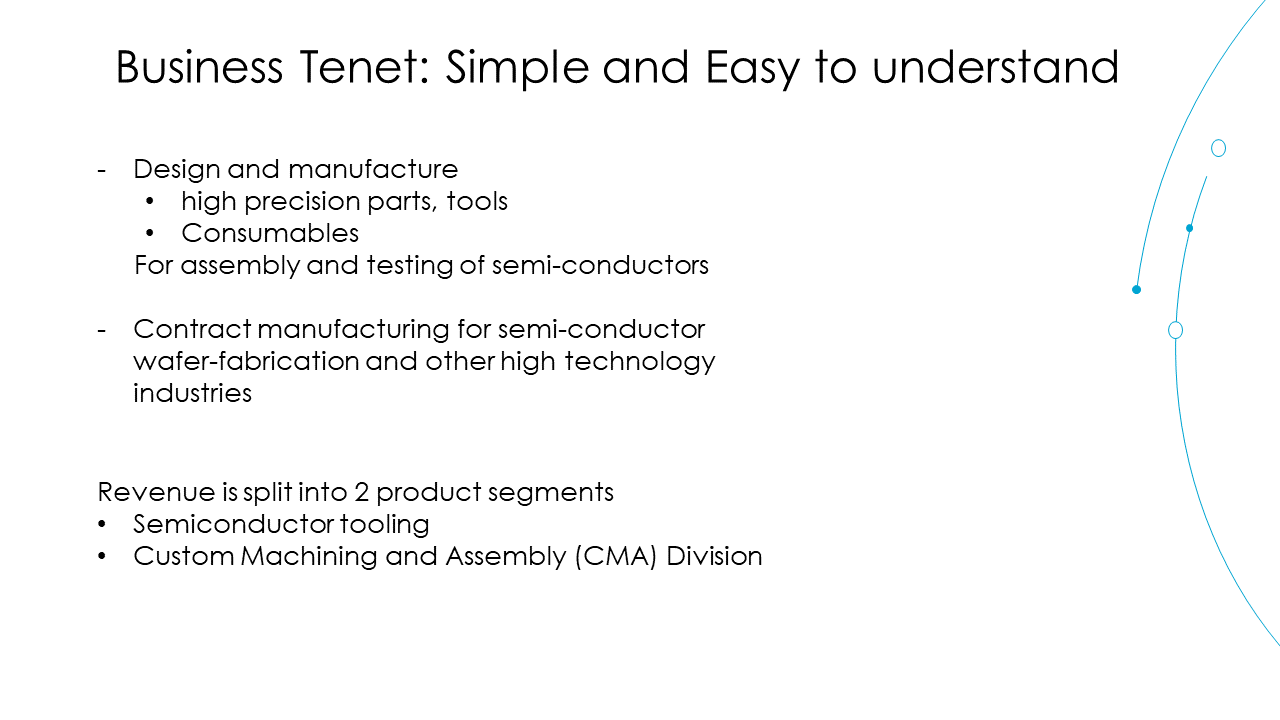 Business Tenet: Simple and Easy to understand
- Design and manufacture
• high precision parts, tools
• Consumables
For assembly and testing of semi-conductors
- Contract manufacturing for semi-conductor
wafer-fabrication and other high technology
industries
Revenue is split into 2 product segments
• Semiconductor tooling
• Custom Machining and Assembly (CMA) Division